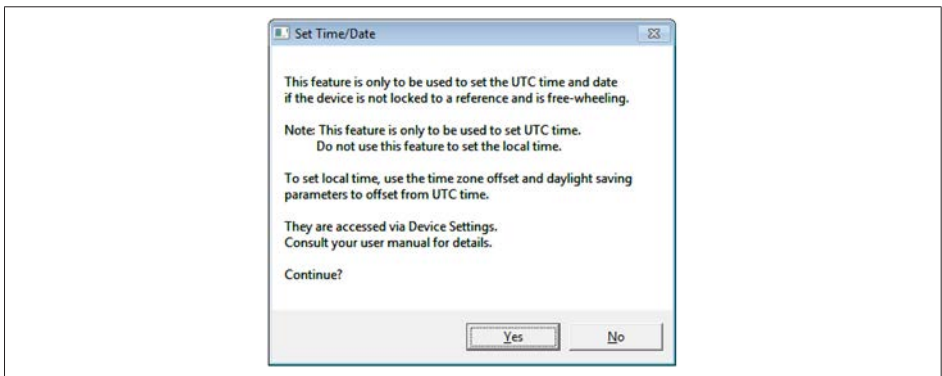 Set Time/Date
This feature is only to be used to set the UTC time and date
if the device is not locked to a reference and is free-wheeling.
Note: This feature is only to be used to set UTC time.
Do not use this feature to set the local time.
To set local time, use the time zone offset and daylight saving
parameters to offset from UTC time.
They are accessed via Device Settings.
Consult your user manual for details.
Continue?
Yes
No